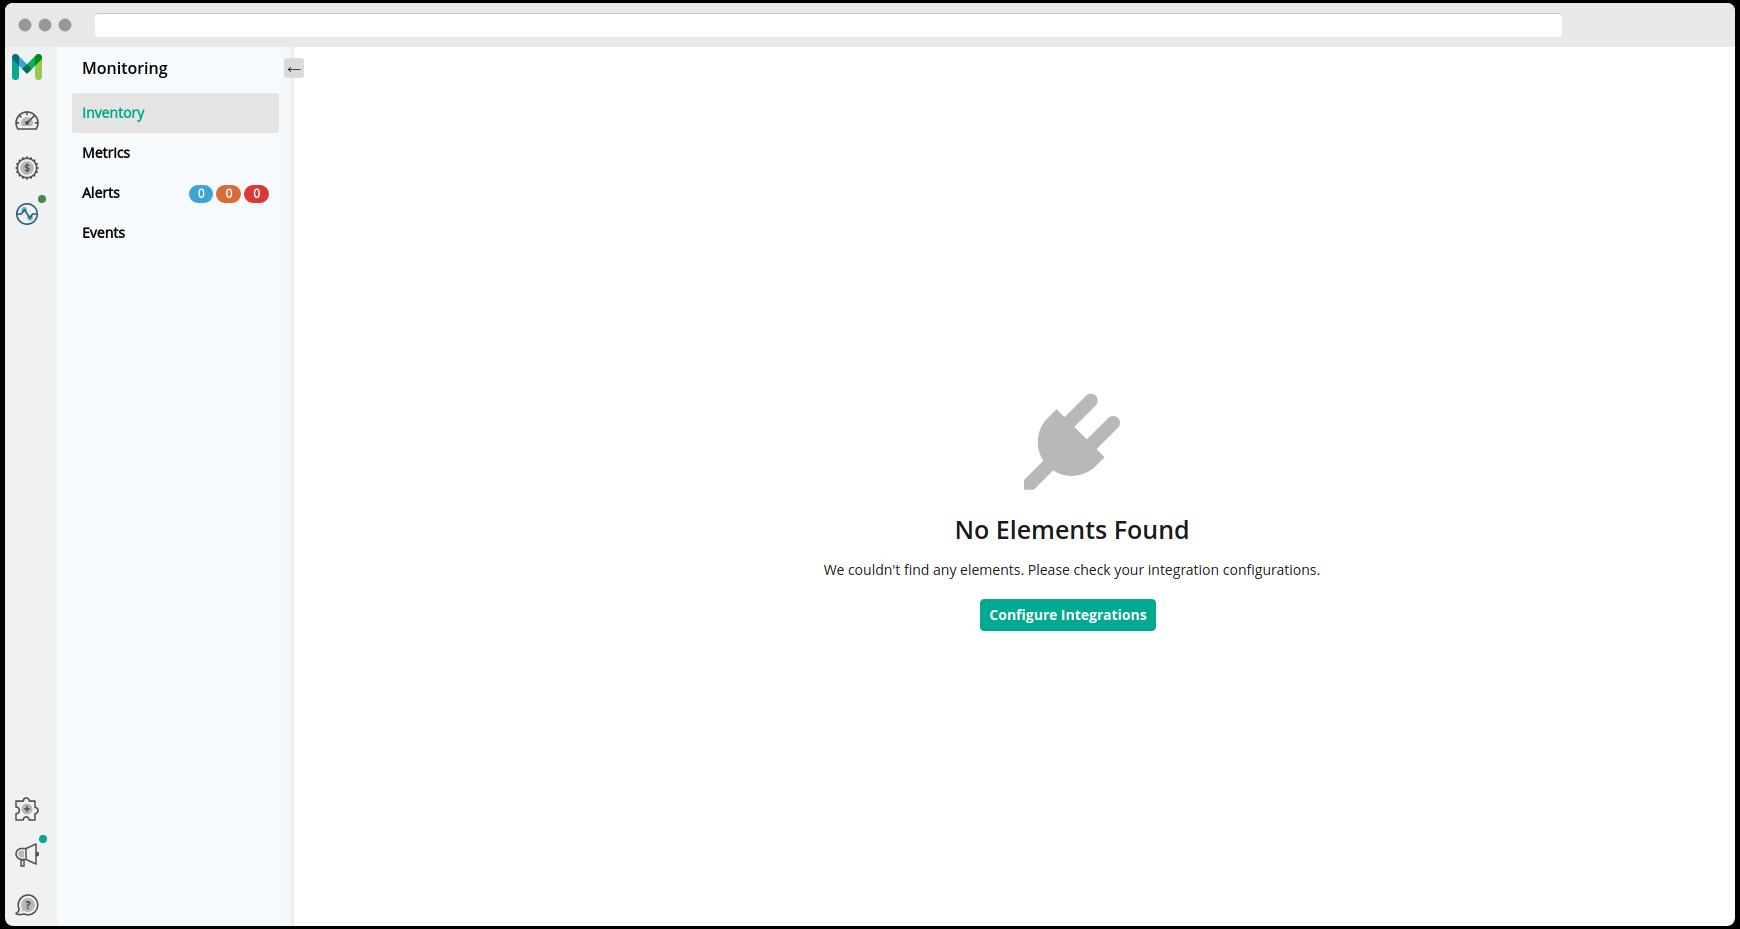 Monitoring
←
Inventory
Metrics
Alerts 0 0 0
Events
No Elements Found
We couldn't find any elements. Please check your integration configurations.
Configure Integrations